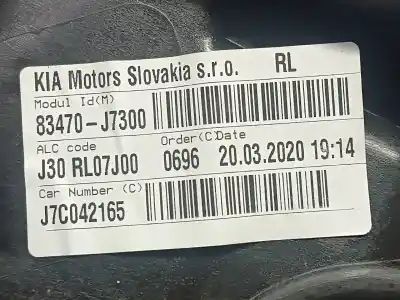 KIA Motors Slovakia s.r.o. RL
Modul Id(M)
83470-J7300
ALC code Order(C)Date
J30 RL07J00 0696 20.03.2020 19:14
Car Number (C)
J7C042165